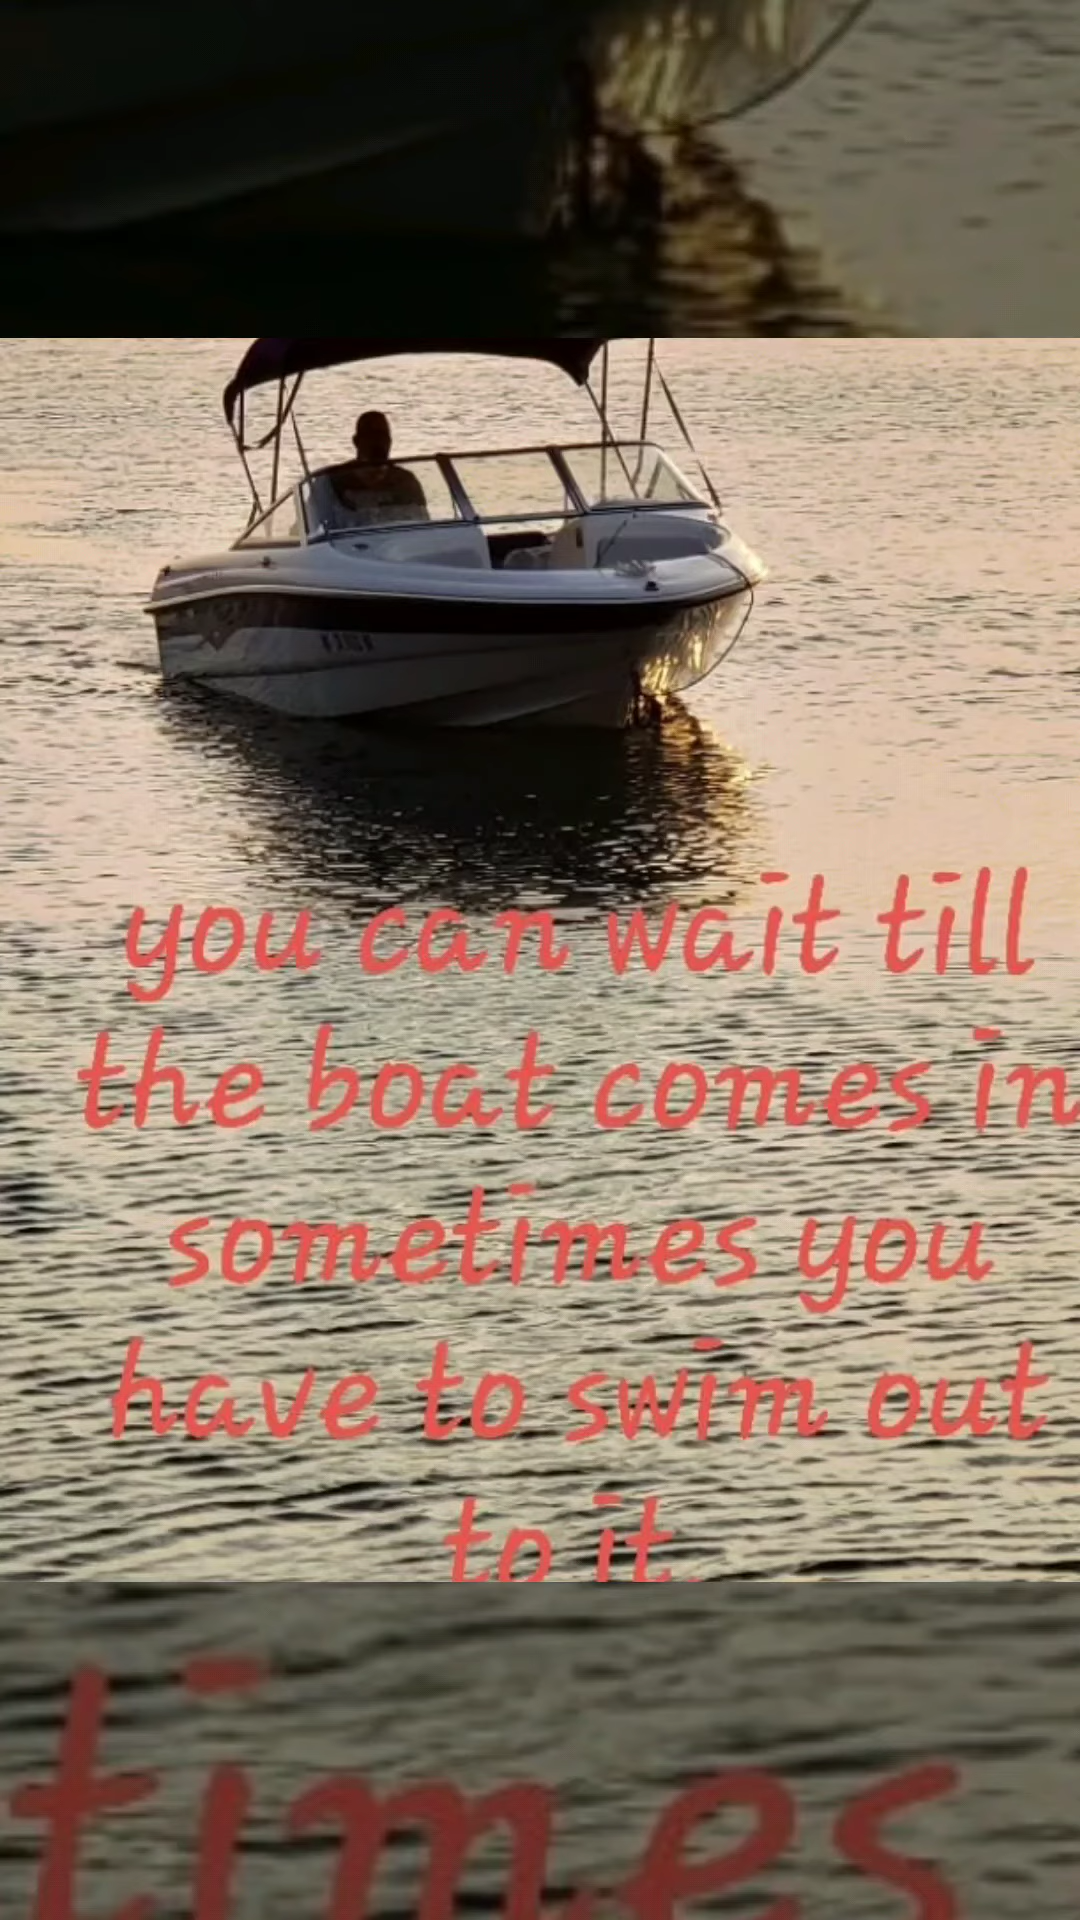 you can wait till
the boat comes in
sometimes you
have to swim out
to it.
times